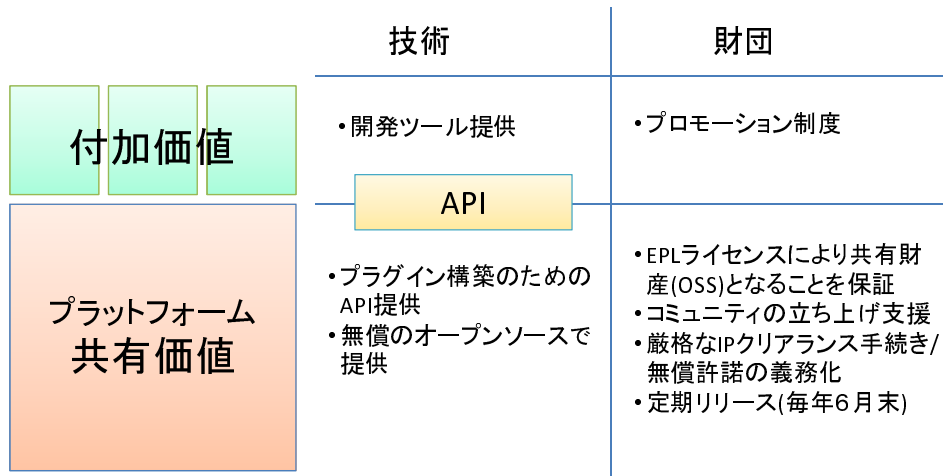 技術
財団
付加価値
・開発ツール提供
・プロモーション制度
API
プラットフォーム
共有価値
・プラグイン構築のための
API提供
・無償のオープンソースで
提供
・EPLライセンスにより共有財
産(OSS)となることを保証
・コミュニティの立ち上げ支援
・厳格なIPクリアランス手続き/
無償許諾の義務化
・定期リリース(毎年６月末)